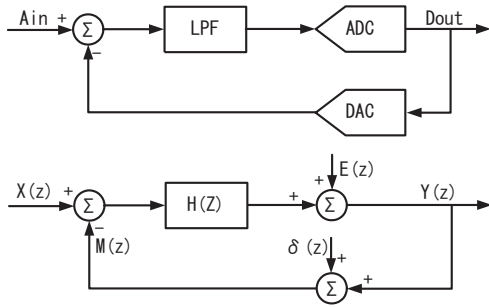 Ain + Σ LPF ADC Dout
−
DAC
E(z)
+
X(z) + Σ H(Z) + Σ Y(z)
−
M(z) δ(z) +
Σ +